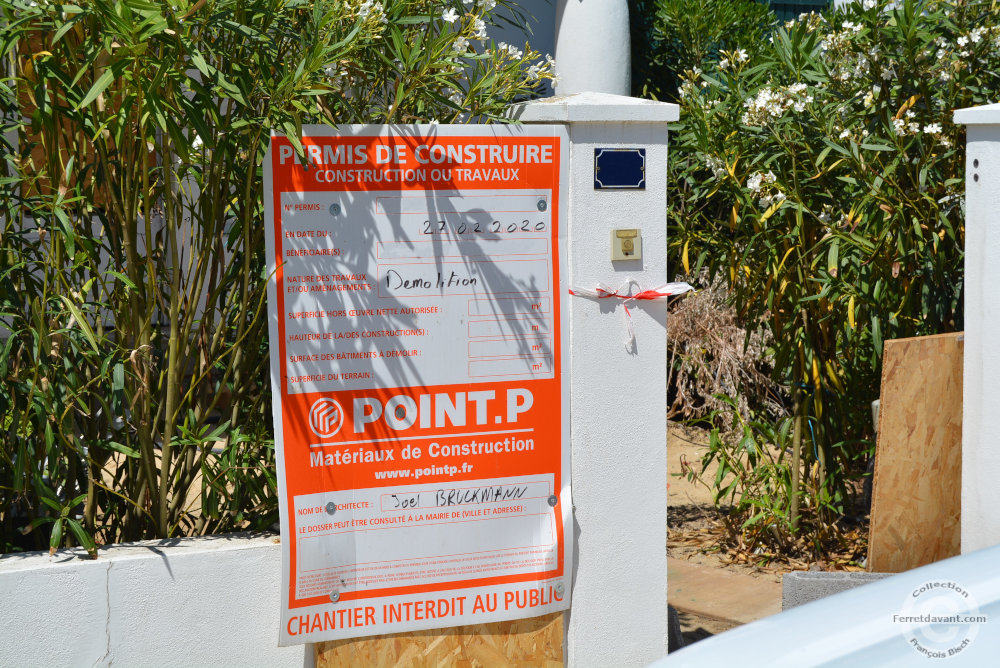 PERMIS DE CONSTRUIRE
CONSTRUCTION OU TRAVAUX
N° PERMIS :
EN DATE DU : 27 02 2020
BÉNÉFICIAIRE(S)
NATURE DES TRAVAUX
ET/OU AMÉNAGEMENTS : Demolition
SUPERFICIE HORS ŒUVRE NETTE AUTORISÉE : m²
HAUTEUR DE LA/DES CONSTRUCTION(S) : m
SURFACE DES BÂTIMENTS À DÉMOLIR : m²
SUPERFICIE DU TERRAIN : m²
POINT.P
Matériaux de Construction
www.pointp.fr
NOM DE ARCHITECTE : Joel BRUCKMANN
LE DOSSIER PEUT ÊTRE CONSULTÉ A LA MAIRIE DE (VILLE ET ADRESSE) :
CHANTIER INTERDIT AU PUBLIC
Collection
Ferretdavant.com
François Bisch